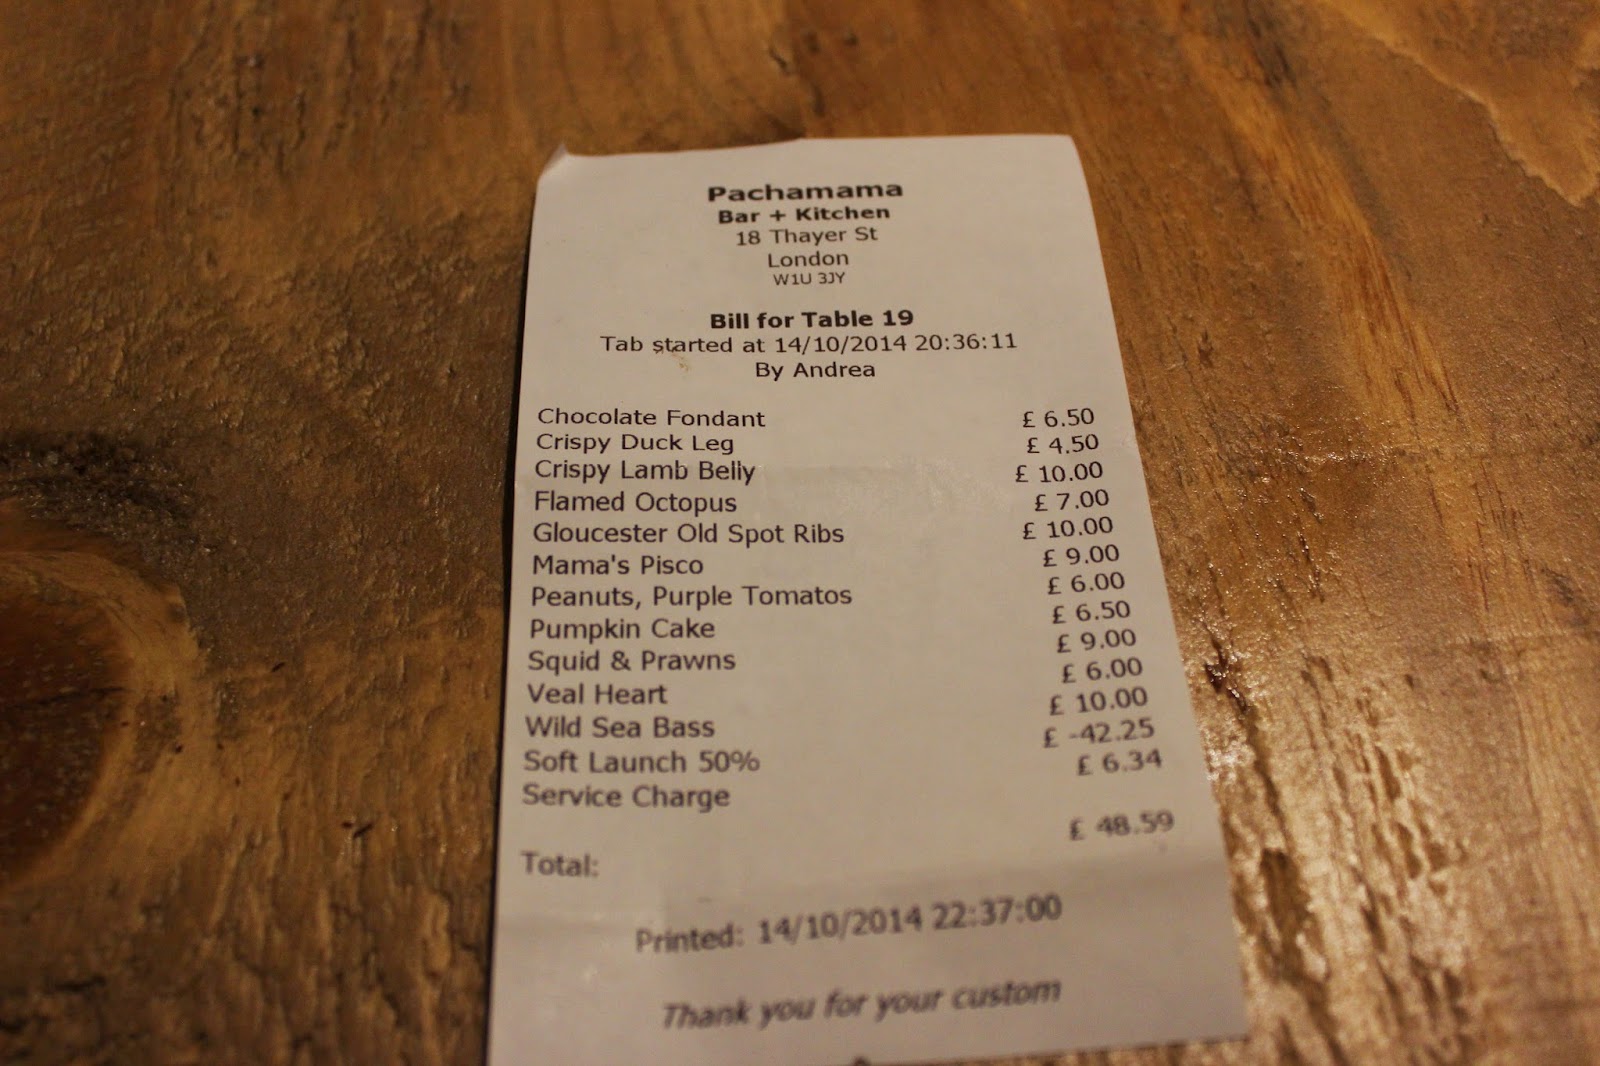 Pachamama
Bar + Kitchen
18 Thayer St
London
W1U 3JY
Bill for Table 19
Tab started at 14/10/2014 20:36:11
By Andrea
Chocolate Fondant £ 6.50
Crispy Duck Leg £ 4.50
Crispy Lamb Belly £ 10.00
Flamed Octopus £ 7.00
Gloucester Old Spot Ribs £ 10.00
Mama's Pisco £ 9.00
Peanuts, Purple Tomatos £ 6.00
Pumpkin Cake £ 6.50
Squid & Prawns £ 9.00
Veal Heart £ 6.00
Wild Sea Bass £ 10.00
Soft Launch 50% £ -42.25
Service Charge £ 6.34
Total: £ 48.59
Printed: 14/10/2014 22:37:00
Thank you for your custom